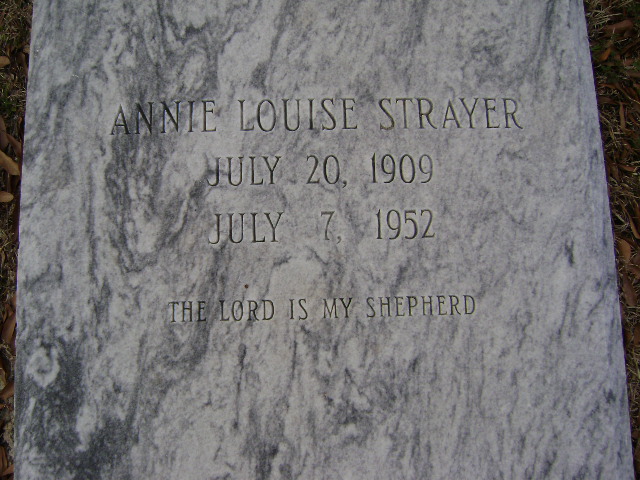 ANNIE LOUISE STRAYER
JULY 20, 1909
JULY 7, 1952
THE LORD IS MY SHEPHERD